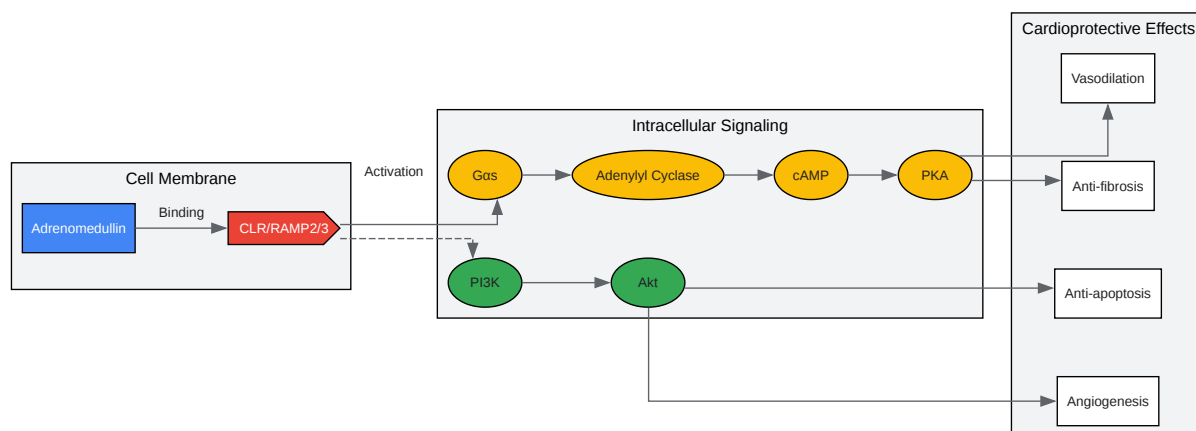 Cardioprotective Effects
Vasodilation
Intracellular Signaling
Activation
Gαs
Adenylyl Cyclase
cAMP
PKA
Anti-fibrosis
Cell Membrane
Binding
Adrenomedullin
CLR/RAMP2/3
PI3K
Akt
Anti-apoptosis
Angiogenesis